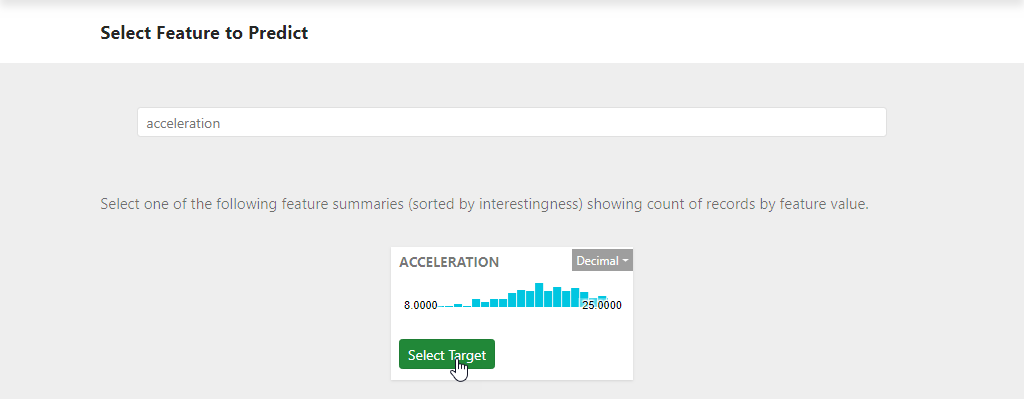 Select Feature to Predict
acceleration
Select one of the following feature summaries (sorted by interestingness) showing count of records by feature value.
ACCELERATION
Decimal
8.0000
25.0000
Select Target